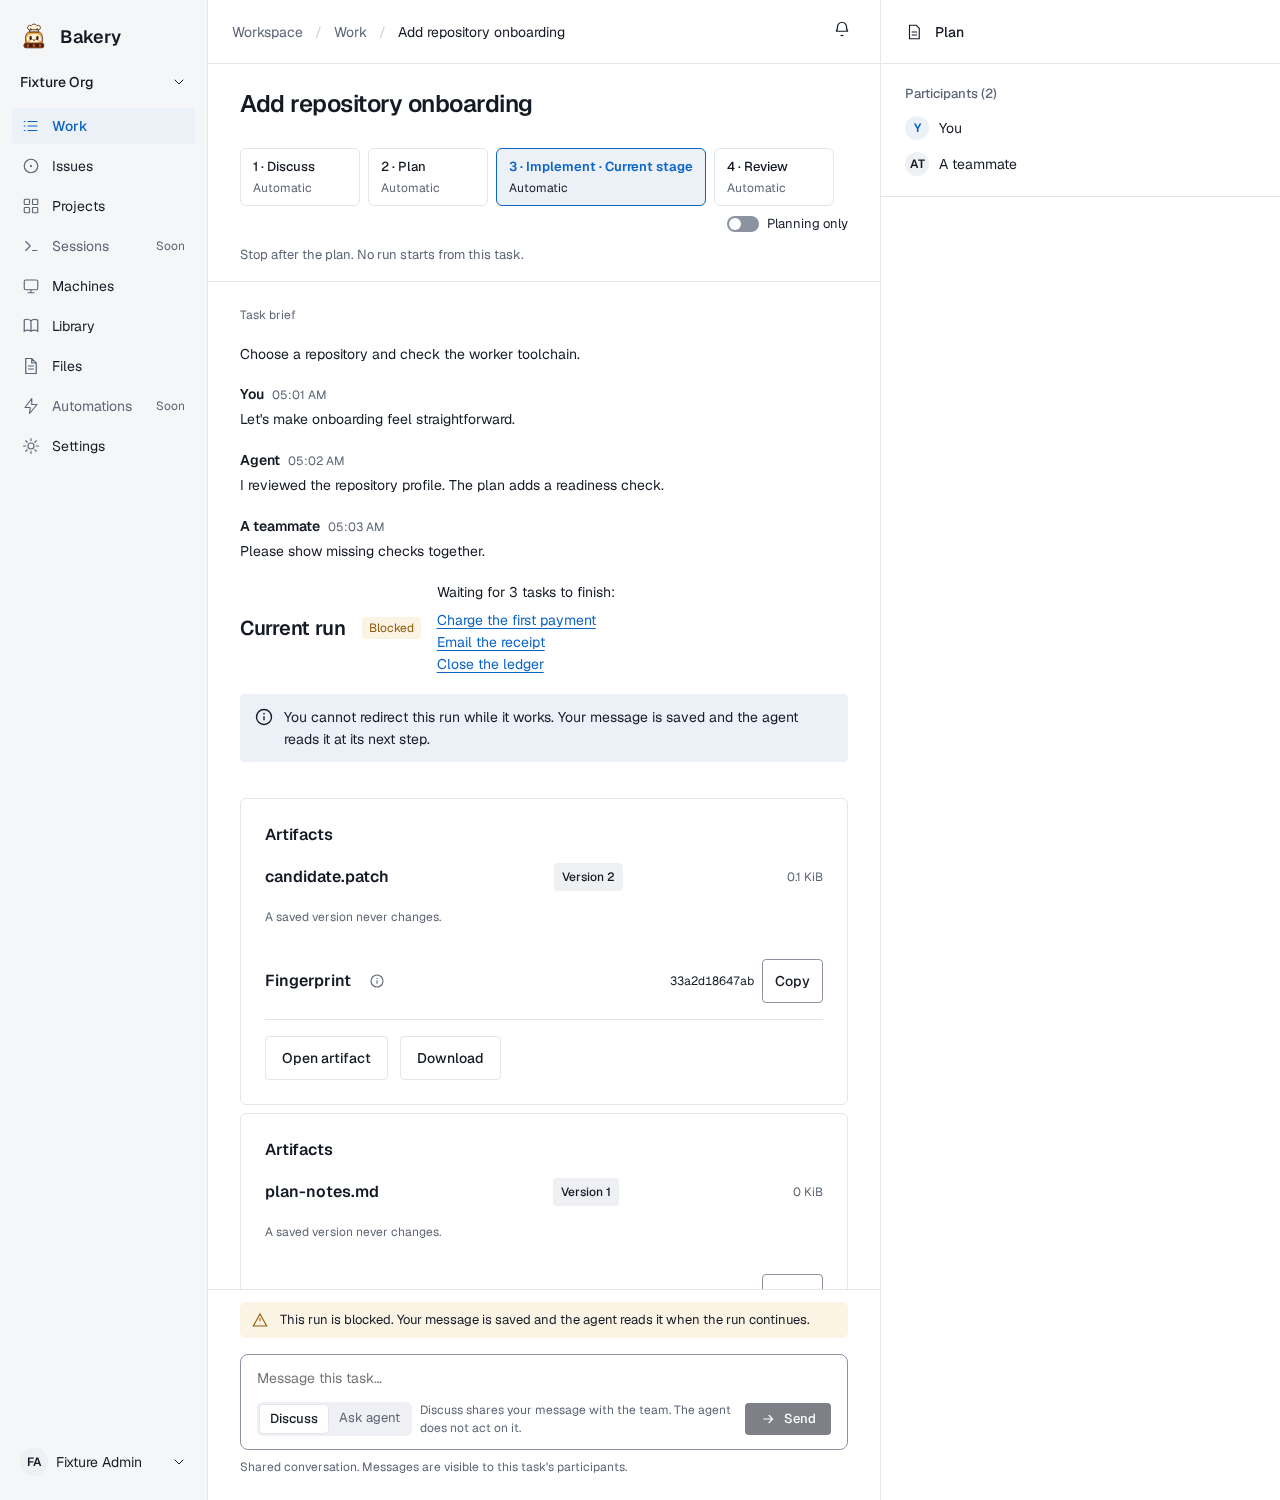 Bakery
Fixture Org
Work
Issues
Projects
Sessions Soon
Machines
Library
Files
Automations Soon
Settings
FA Fixture Admin
Workspace / Work / Add repository onboarding
Add repository onboarding
1 · Discuss
Automatic
2 · Plan
Automatic
3 · Implement · Current stage
Automatic
4 · Review
Automatic
Planning only
Stop after the plan. No run starts from this task.
Task brief
Choose a repository and check the worker toolchain.
You 05:01 AM
Let's make onboarding feel straightforward.
Agent 05:02 AM
I reviewed the repository profile. The plan adds a readiness check.
A teammate 05:03 AM
Please show missing checks together.
Current run Blocked
Waiting for 3 tasks to finish:
Charge the first payment
Email the receipt
Close the ledger
You cannot redirect this run while it works. Your message is saved and the agent
reads it at its next step.
Artifacts
candidate.patch Version 2 0.1 KiB
A saved version never changes.
Fingerprint 33a2d18647ab Copy
Open artifact Download
Artifacts
plan-notes.md Version 1 0 KiB
A saved version never changes.
This run is blocked. Your message is saved and the agent reads it when the run continues.
Message this task…
Discuss Ask agent
Discuss shares your message with the team. The agent
does not act on it.
Send
Shared conversation. Messages are visible to this task's participants.
Plan
Participants (2)
Y You
AT A teammate